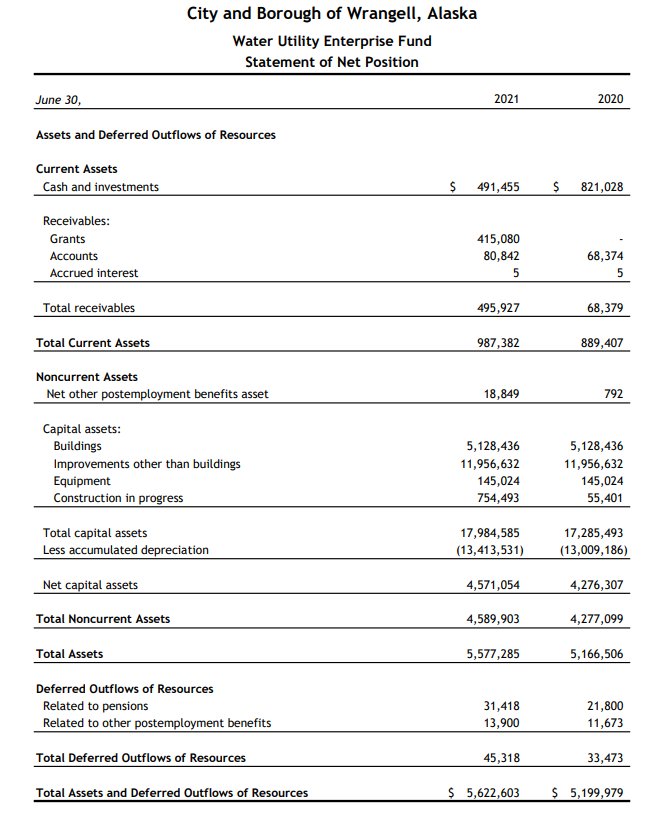 City and Borough of Wrangell, Alaska
Water Utility Enterprise Fund
Statement of Net Position
June 30, 2021 2020
Assets and Deferred Outflows of Resources
Current Assets
Cash and investments $ 491,455 $ 821,028
Receivables:
Grants 415,080 -
Accounts 80,842 68,374
Accrued interest 5 5
Total receivables 495,927 68,379
Total Current Assets 987,382 889,407
Noncurrent Assets
Net other postemployment benefits asset 18,849 792
Capital assets:
Buildings 5,128,436 5,128,436
Improvements other than buildings 11,956,632 11,956,632
Equipment 145,024 145,024
Construction in progress 754,493 55,401
Total capital assets 17,984,585 17,285,493
Less accumulated depreciation (13,413,531) (13,009,186)
Net capital assets 4,571,054 4,276,307
Total Noncurrent Assets 4,589,903 4,277,099
Total Assets 5,577,285 5,166,506
Deferred Outflows of Resources
Related to pensions 31,418 21,800
Related to other postemployment benefits 13,900 11,673
Total Deferred Outflows of Resources 45,318 33,473
Total Assets and Deferred Outflows of Resources $ 5,622,603 $ 5,199,979